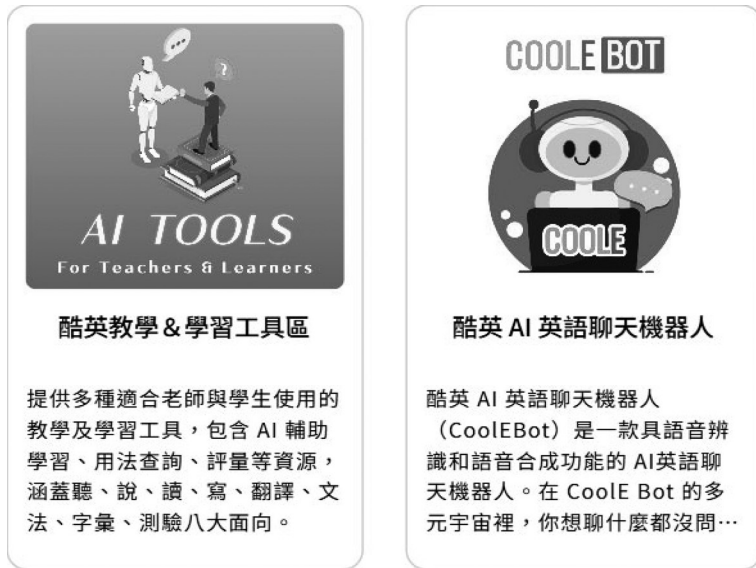 ?
AI TOOLS
For Teachers & Learners
酷英教學&學習工具區
提供多種適合老師與學生使用的
教學及學習工具，包含 AI 輔助
學習、用法查詢、評量等資源，
涵蓋聽、說、讀、寫、翻譯、文
法、字彙、測驗八大面向。
COOLE BOT
COOLE
酷英 AI 英語聊天機器人
酷英 AI 英語聊天機器人
（CoolEBot）是一款具語音辨
識和語音合成功能的 AI英語聊
天機器人。在 CoolE Bot 的多
元宇宙裡，你想聊什麼都沒問…